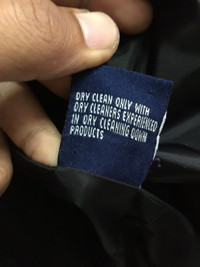 DRY CLEAN ONLY WITH
DRY CLEANERS EXPERIENCED
IN DRY CLEANING DOWN
PRODUCTS